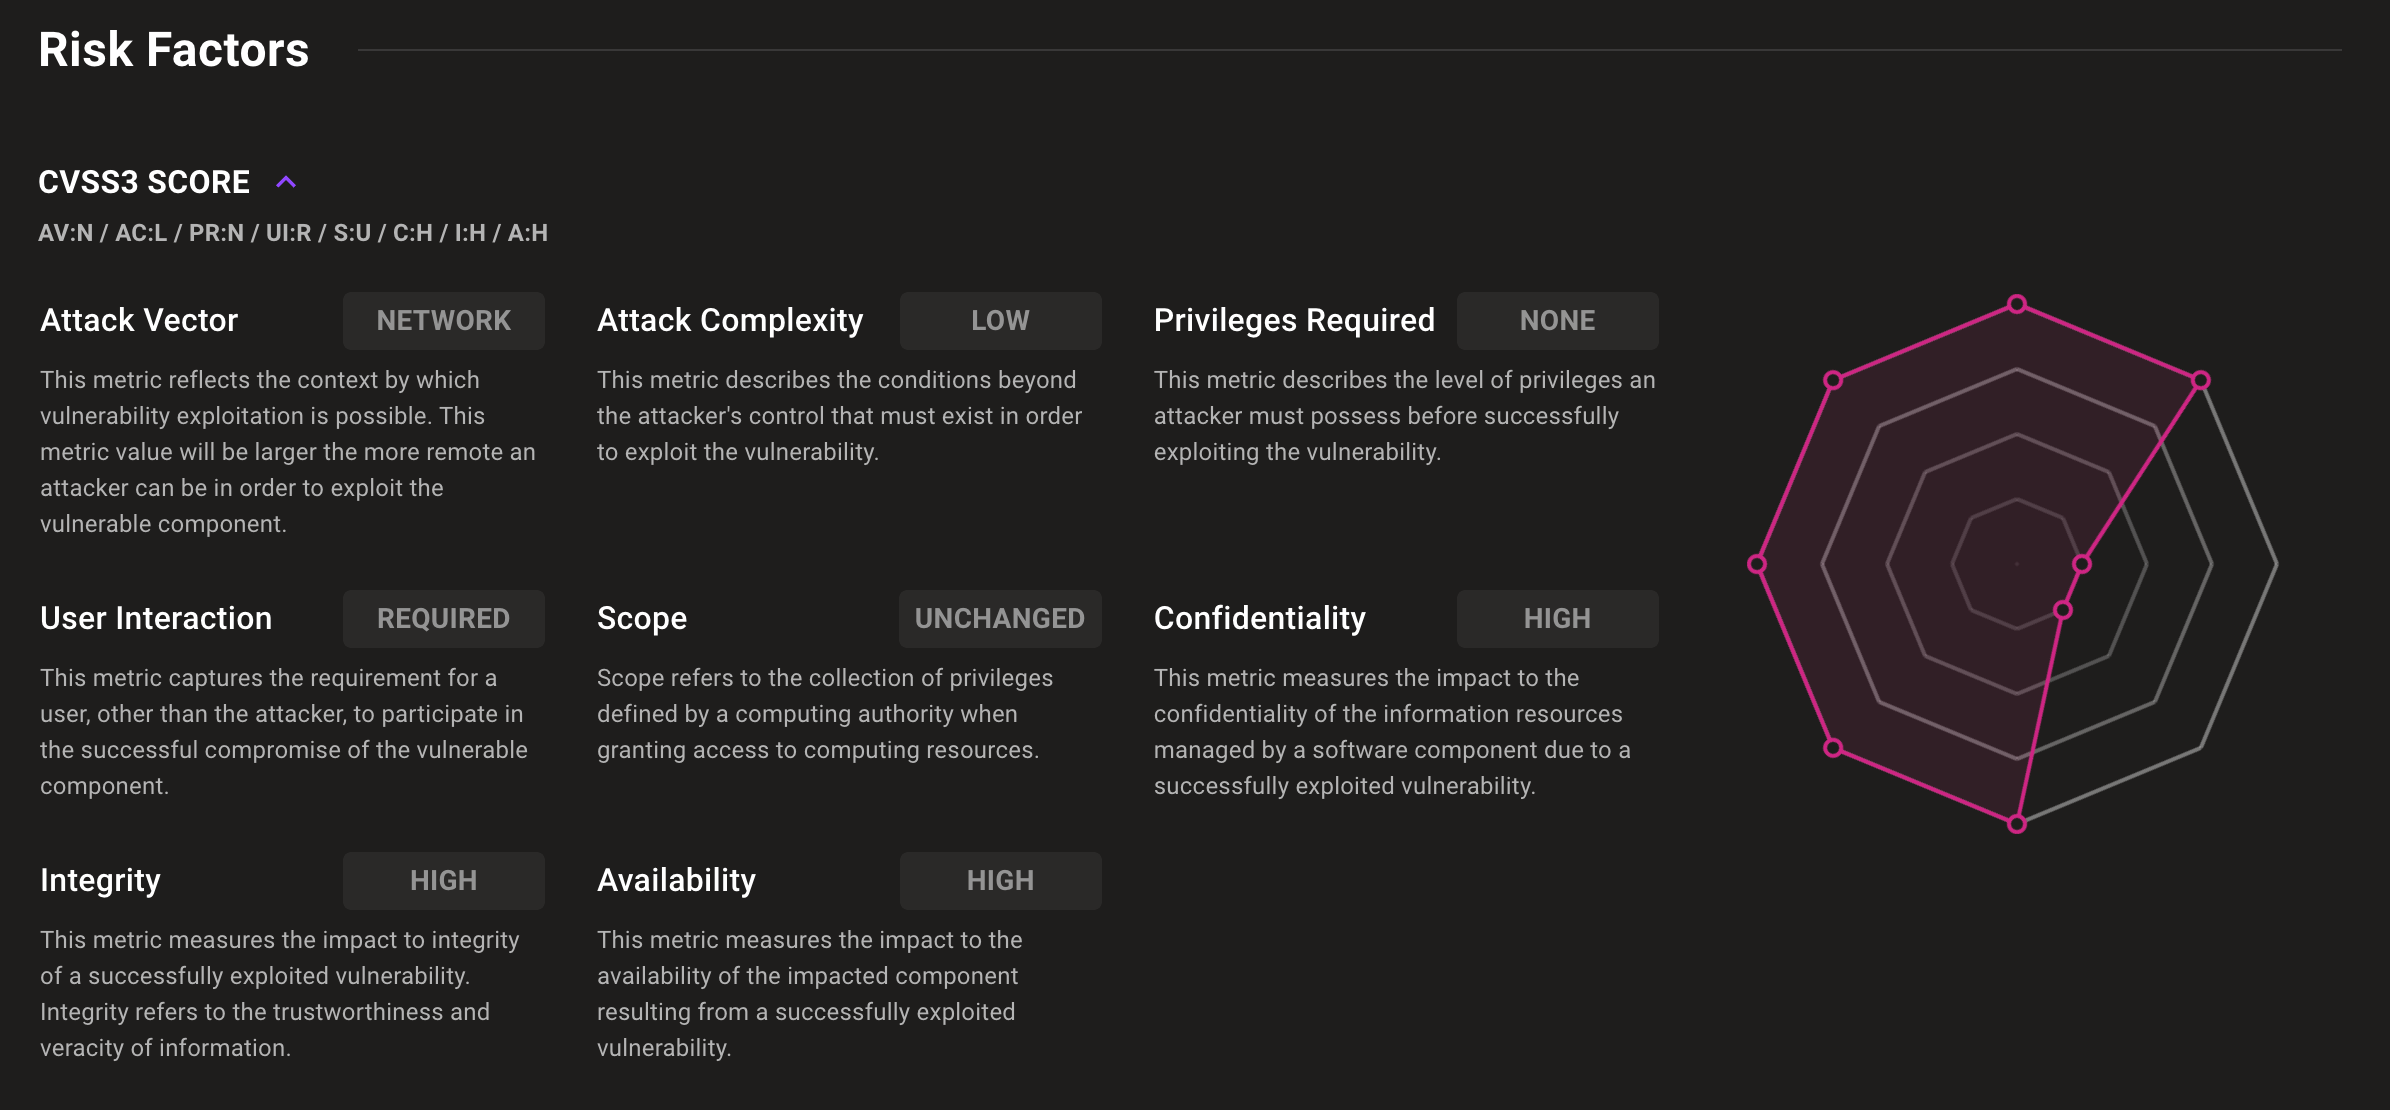 Risk Factors
CVSS3 SCORE
AV:N / AC:L / PR:N / UI:R / S:U / C:H / I:H / A:H
Attack Vector
NETWORK
This metric reflects the context by which
vulnerability exploitation is possible. This
metric value will be larger the more remote an
attacker can be in order to exploit the
vulnerable component.
Attack Complexity
LOW
This metric describes the conditions beyond
the attacker's control that must exist in order
to exploit the vulnerability.
Privileges Required
NONE
This metric describes the level of privileges an
attacker must possess before successfully
exploiting the vulnerability.
User Interaction
REQUIRED
This metric captures the requirement for a
user, other than the attacker, to participate in
the successful compromise of the vulnerable
component.
Scope
UNCHANGED
Scope refers to the collection of privileges
defined by a computing authority when
granting access to computing resources.
Confidentiality
HIGH
This metric measures the impact to the
confidentiality of the information resources
managed by a software component due to a
successfully exploited vulnerability.
Integrity
HIGH
This metric measures the impact to integrity
of a successfully exploited vulnerability.
Integrity refers to the trustworthiness and
veracity of information.
Availability
HIGH
This metric measures the impact to the
availability of the impacted component
resulting from a successfully exploited
vulnerability.